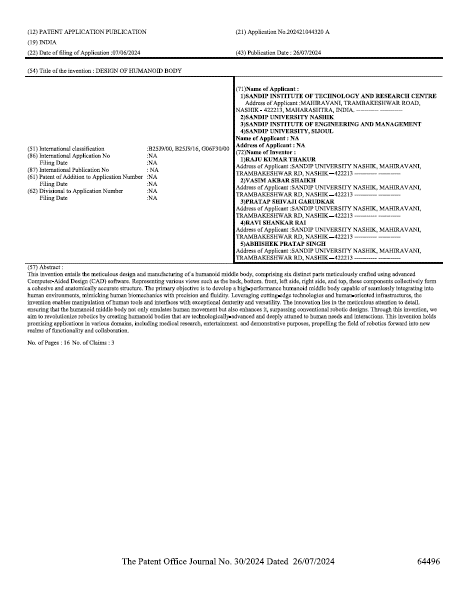 (12) PATENT APPLICATION PUBLICATION
(21) Application No.202421044320 A
(19) INDIA
(22) Date of filing of Application :07/06/2024
(43) Publication Date : 26/07/2024
(54) Title of the invention : DESIGN OF HUMANOID BODY
(51) International classification :B25J9/00, B25J9/16, G06F30/00
(86) International Application No :NA
Filing Date :NA
(87) International Publication No : NA
(61) Patent of Addition to Application Number :NA
Filing Date :NA
(62) Divisional to Application Number :NA
Filing Date :NA
(71)Name of Applicant :
1)SANDIP INSTITUTE OF TECHNOLOGY AND RESEARCH CENTRE
Address of Applicant :MAHIRAVANI, TRAMBAKESHWAR ROAD,
NASHIK - 422213, MAHARASHTRA, INDIA. ----------- -----------
2)SANDIP UNIVERSITY NASHIK
3)SANDIP INSTITUTE OF ENGINEERING AND MANAGEMENT
4)SANDIP UNIVERSITY, SIJOUL
Name of Applicant : NA
Address of Applicant : NA
(72)Name of Inventor :
1)RAJU KUMAR THAKUR
Address of Applicant :SANDIP UNIVERSITY NASHIK, MAHIRAVANI,
TRAMBAKESHWAR RD, NASHIK—422213 ----------- -----------
2)VASIM AKBAR SHAIKH
Address of Applicant :SANDIP UNIVERSITY NASHIK, MAHIRAVANI,
TRAMBAKESHWAR RD, NASHIK—422213 ----------- -----------
3)PRATAP SHIVAJI GARUDKAR
Address of Applicant :SANDIP UNIVERSITY NASHIK, MAHIRAVANI,
TRAMBAKESHWAR RD, NASHIK—422213 ----------- -----------
4)RAVI SHANKAR RAI
Address of Applicant :SANDIP UNIVERSITY NASHIK, MAHIRAVANI,
TRAMBAKESHWAR RD, NASHIK—422213 ----------- -----------
5)ABHISHEK PRATAP SINGH
Address of Applicant :SANDIP UNIVERSITY NASHIK, MAHIRAVANI,
TRAMBAKESHWAR RD, NASHIK—422213 ----------- -----------
(57) Abstract :
This invention entails the meticulous design and manufacturing of a humanoid middle body, comprising six distinct parts meticulously crafted using advanced
Computer-Aided Design (CAD) software. Representing various views such as the back, bottom, front, left side, right side, and top, these components collectively form
a cohesive and anatomically accurate structure. The primary objective is to develop a high-performance humanoid middle body capable of seamlessly integrating into
human environments, mimicking human biomechanics with precision and fluidity. Leveraging cutting-edge technologies and human-oriented infrastructures, the
invention enables manipulation of human tools and interfaces with exceptional dexterity and versatility. The innovation lies in the meticulous attention to detail,
ensuring that the humanoid middle body not only emulates human movement but also enhances it, surpassing conventional robotic designs. Through this invention, we
aim to revolutionize robotics by creating humanoid bodies that are technologically-advanced and deeply attuned to human needs and interactions. This invention holds
promising applications in various domains, including medical research, entertainment, and demonstrative purposes, propelling the field of robotics forward into new
realms of functionality and collaboration.
No. of Pages : 16 No. of Claims : 3
The Patent Office Journal No. 30/2024 Dated 26/07/2024
64496